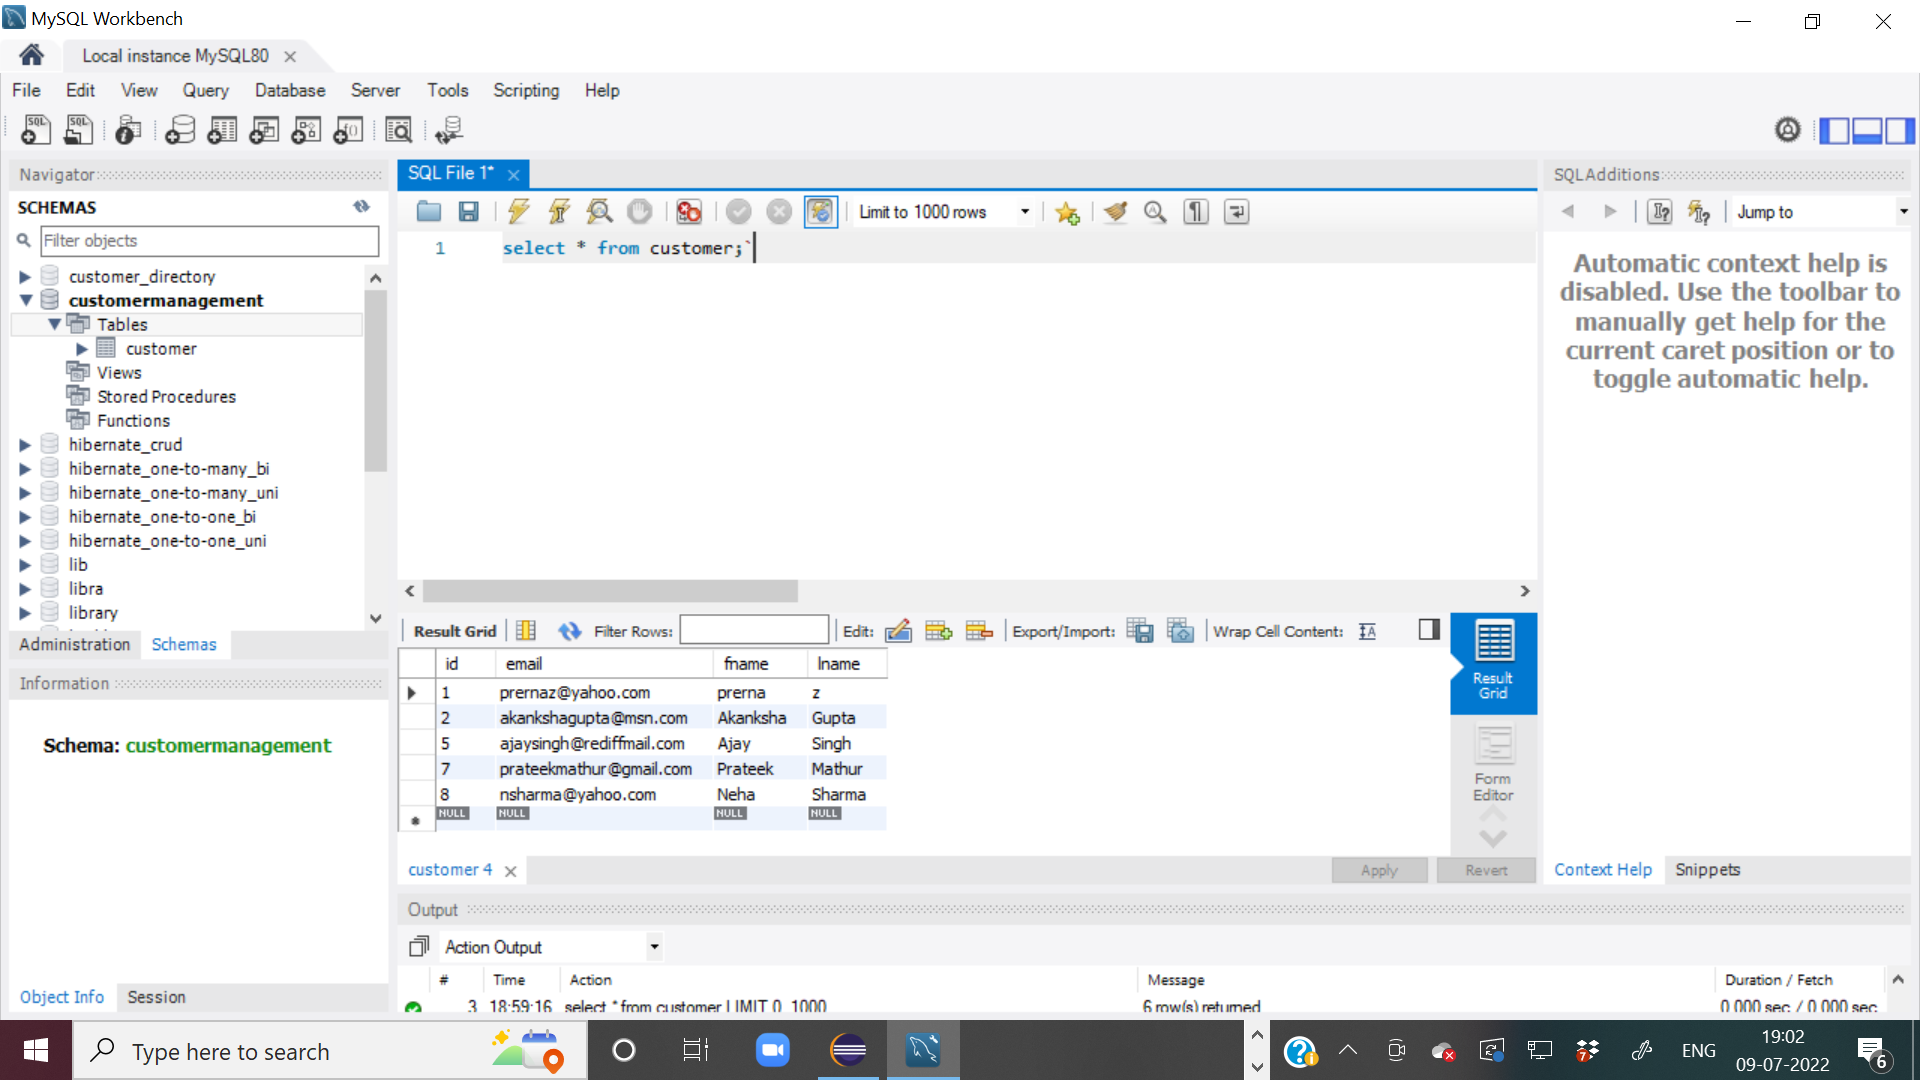 MySQL Workbench
Local instance MySQL80
File Edit View Query Database Server Tools Scripting Help
Navigator
SCHEMAS
Filter objects
customer_directory
customermanagement
Tables
customer
Views
Stored Procedures
Functions
hibernate_crud
hibernate_one-to-many_bi
hibernate_one-to-many_uni
hibernate_one-to-one_bi
hibernate_one-to-one_uni
lib
libra
library
Administration Schemas
Information
Schema: customermanagement
Object Info Session
SQL File 1*
Limit to 1000 rows
1 select * from customer;`
Result Grid Filter Rows: Edit: Export/Import: Wrap Cell Content:
id email fname lname
1 prernaz@yahoo.com prerna z
2 akankshagupta@msn.com Akanksha Gupta
5 ajaysingh@rediffmail.com Ajay Singh
7 prateekmathur@gmail.com Prateek Mathur
8 nsharma@yahoo.com Neha Sharma
NULL NULL NULL NULL
Result
Grid
Form
Editor
customer 4
Apply Revert
Output
Action Output
# Time Action Message Duration / Fetch
3 18:59:16 select * from customer LIMIT 0, 1000 6 row(s) returned 0.000 sec / 0.000 sec
SQLAdditions
Jump to
Automatic context help is
disabled. Use the toolbar to
manually get help for the
current caret position or to
toggle automatic help.
Context Help Snippets
Type here to search
ENG
19:02
09-07-2022
6